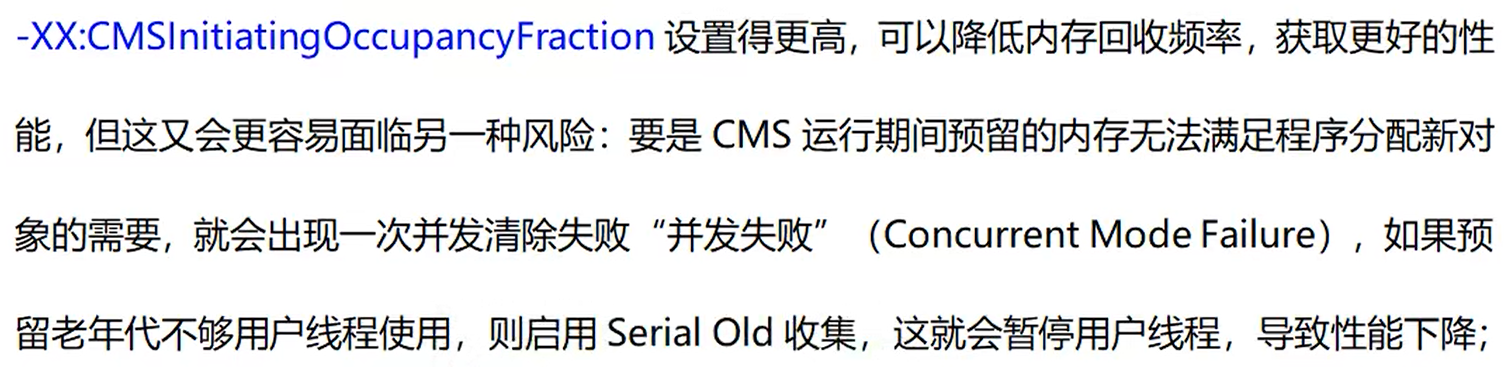 -XX:CMSInitiatingOccupancyFraction 设置得更高，可以降低内存回收频率，获取更好的性
能，但这又会更容易面临另一种风险：要是 CMS 运行期间预留的内存无法满足程序分配新对
象的需要，就会出现一次并发清除失败“并发失败”（Concurrent Mode Failure），如果预
留老年代不够用户线程使用，则启用 Serial Old 收集，这就会暂停用户线程，导致性能下降；